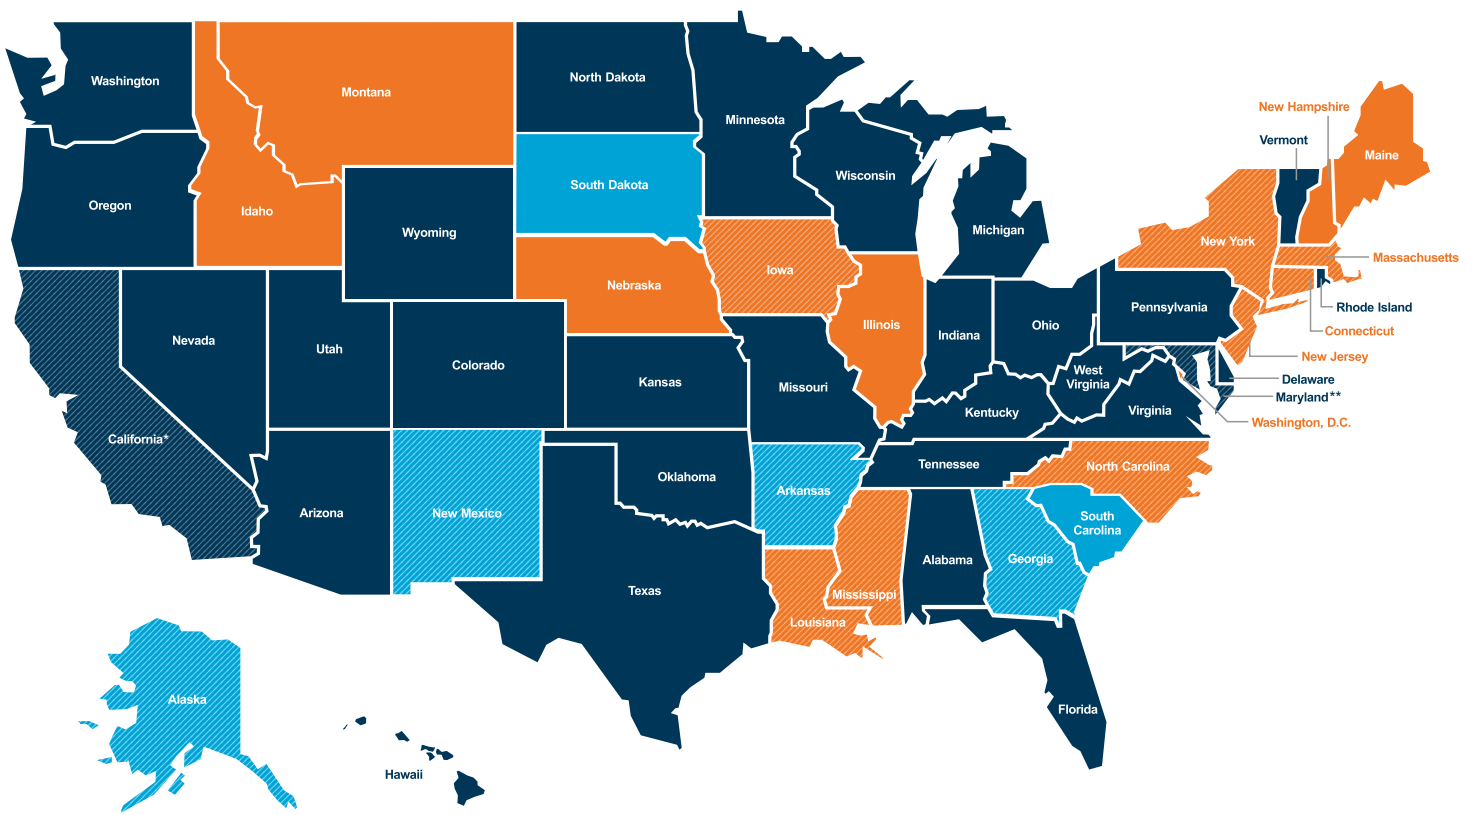 Washington
Montana
North Dakota
Minnesota
New Hampshire
Vermont
Maine
Oregon
Idaho
South Dakota
Wisconsin
Wyoming
Michigan
New York
Massachusetts
Iowa
Nebraska
Pennsylvania
Rhode Island
Illinois
Ohio
Connecticut
Nevada
Utah
Indiana
New Jersey
Colorado
Kansas
Missouri
West
Virginia
Delaware
Maryland**
Kentucky
Virginia
Washington, D.C.
California*
Tennessee
North Carolina
Oklahoma
Arkansas
Arizona
New Mexico
South
Carolina
Alabama
Georgia
Texas
Mississippi
Louisiana
Alaska
Florida
Hawaii